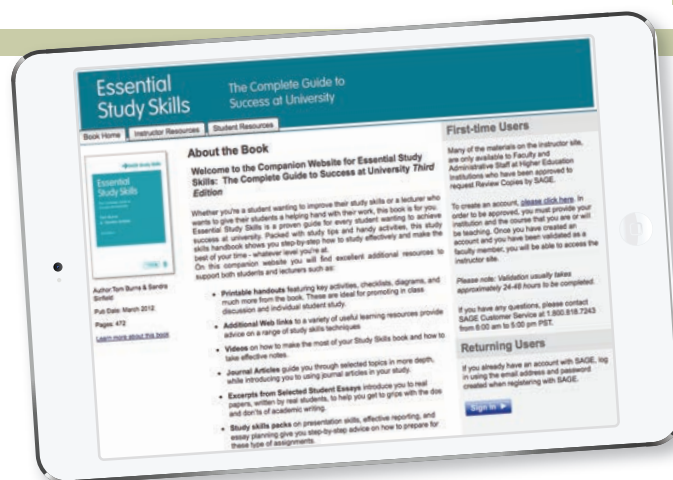 Essential
Study Skills
The Complete Guide to
Success at University
Book Home
Instructor Resources
Student Resources
Essential
Study Skills
Author:Tom Burns & Sandra
Sinfield
Pub Date: March 2012
Pages: 472
Learn more about this book
About the Book
Welcome to the Companion Website for Essential Study
Skills: The Complete Guide to Success at University Third
Edition
Whether you're a student wanting to improve their study skills or a lecturer who
wants to give their students a helping hand with their work, this book is for you.
Essential Study Skills is a proven guide for every student wanting to achieve
success at university. Packed with study tips and handy activities, this study
skills handbook shows you step-by-step how to study effectively and make the
best of your time - whatever level you're at.
On this companion website you will find excellent additional resources to
support both students and lecturers such as:
• Printable handouts featuring key activities, checklists, diagrams, and
much more from the book. These are ideal for promoting in class
discussion and individual student study.
• Additional Web links to a variety of useful learning resources provide
advice on a range of study skills techniques
• Videos on how to make the most of your Study Skills book and how to
take effective notes.
• Journal Articles guide you through selected topics in more depth,
while introducing you to using journal articles in your study.
• Excerpts from Selected Student Essays introduce you to real
papers, written by real students, to help you get to grips with the dos
and don'ts of academic writing.
• Study skills packs on presentation skills, effective reporting, and
essay planning give you step-by-step advice on how to prepare for
these type of assignments.
First-time Users
Many of the materials on the instructor site,
are only available to Faculty and
Administrative Staff at Higher Education
Institutions who have been approved to
request Review Copies by SAGE.
To create an account, please click here. In
order to be approved, you must provide your
institution and the course that you are or will
be teaching. Once you have created an
account and you have been validated as a
faculty member, you will be able to access the
instructor site.
Please note: Validation usually takes
approximately 24-48 hours to be completed.
If you have any questions, please contact
SAGE Customer Service at 1.800.818.7243
from 6:00 am to 5:00 pm PST.
Returning Users
If you already have an account with SAGE, log
in using the email address and password
created when registering with SAGE.
Sign In